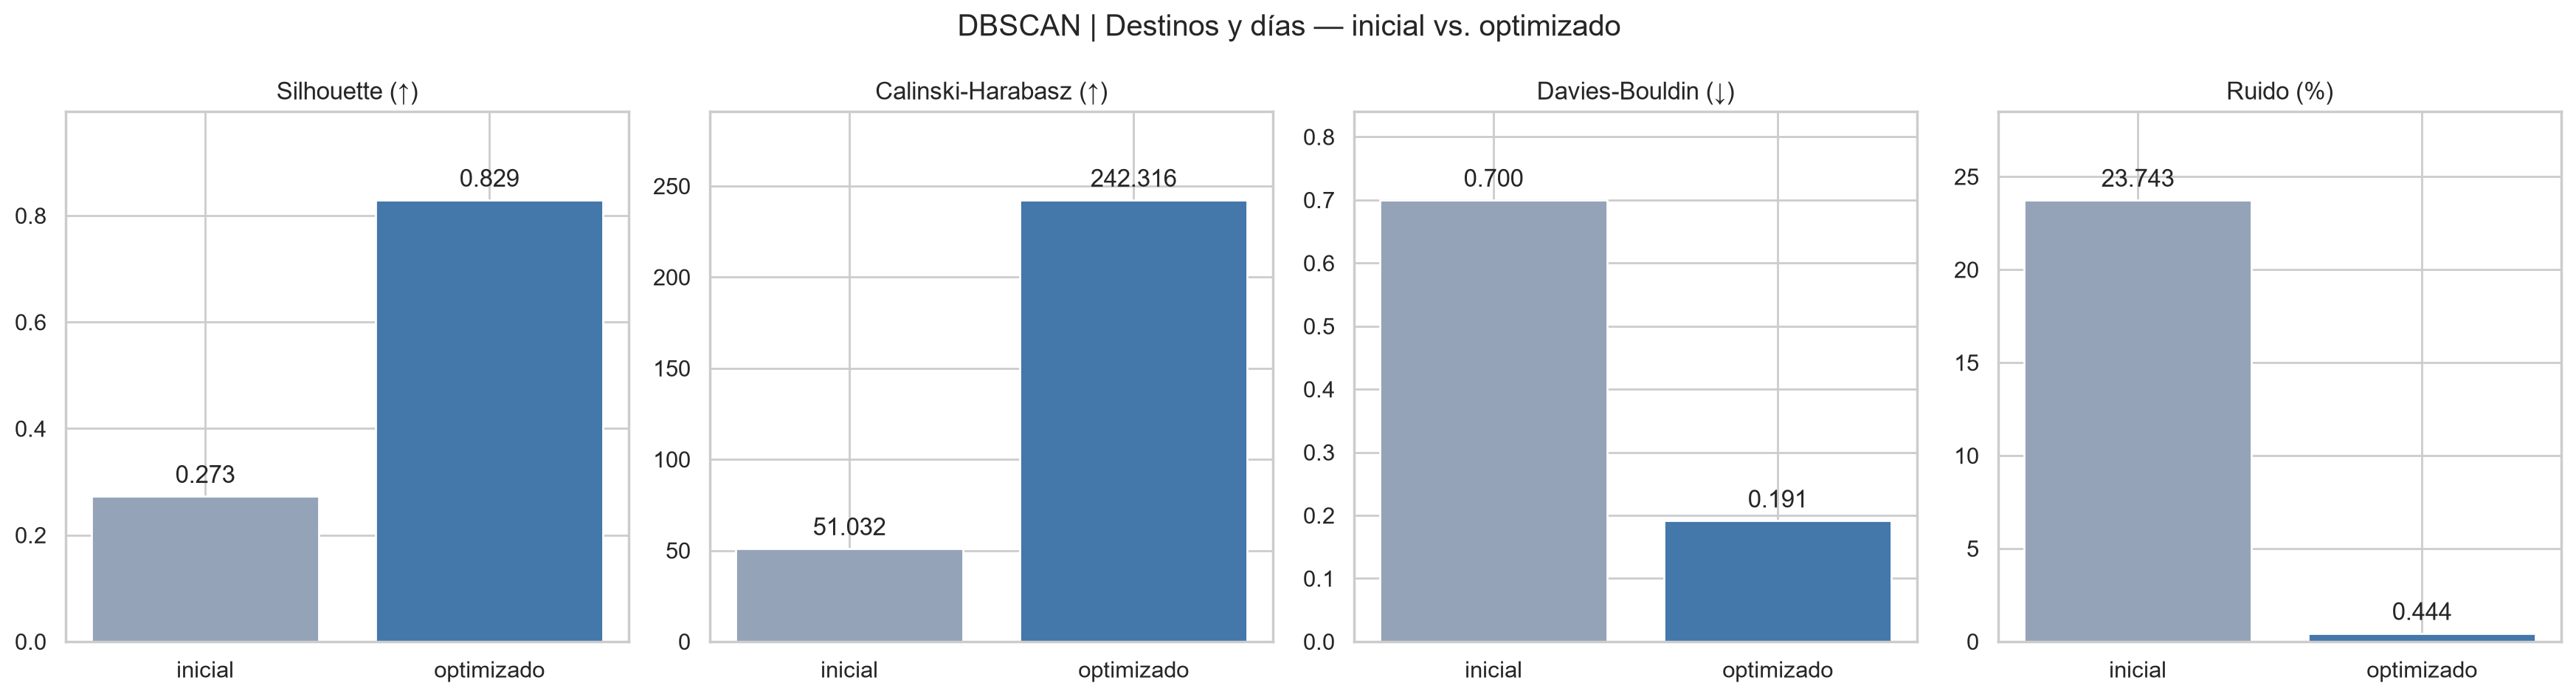 DBSCAN | Destinos y días — inicial vs. optimizado
Silhouette (↑)
0.8
0.6
0.4
0.2
0.0
0.273
0.829
inicial
optimizado
Calinski-Harabasz (↑)
250
200
150
100
50
0
51.032
242.316
inicial
optimizado
Davies-Bouldin (↓)
0.8
0.7
0.6
0.5
0.4
0.3
0.2
0.1
0.0
0.700
0.191
inicial
optimizado
Ruido (%)
25
20
15
10
5
0
23.743
0.444
inicial
optimizado